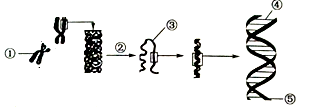 ① ② ③ ④ ⑤